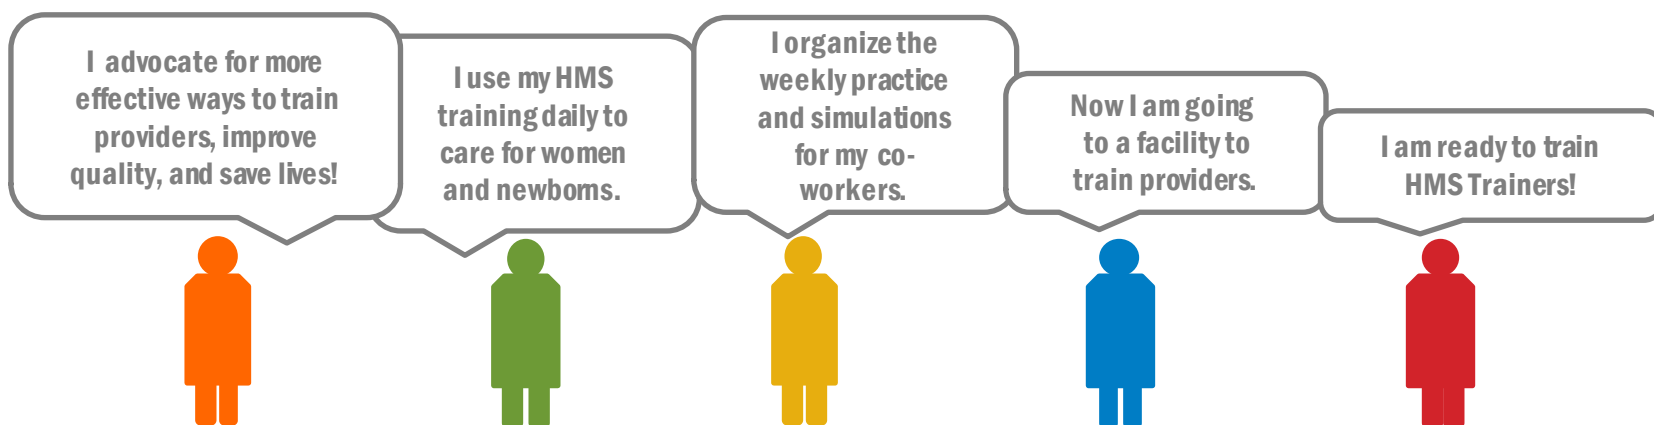 I advocate for more
effective ways to train
providers, improve
quality, and save lives!
I use my HMS
training daily to
care for women
and newborns.
I organize the
weekly practice
and simulations
for my co-
workers.
Now I am going
to a facility to
train providers.
I am ready to train
HMS Trainers!